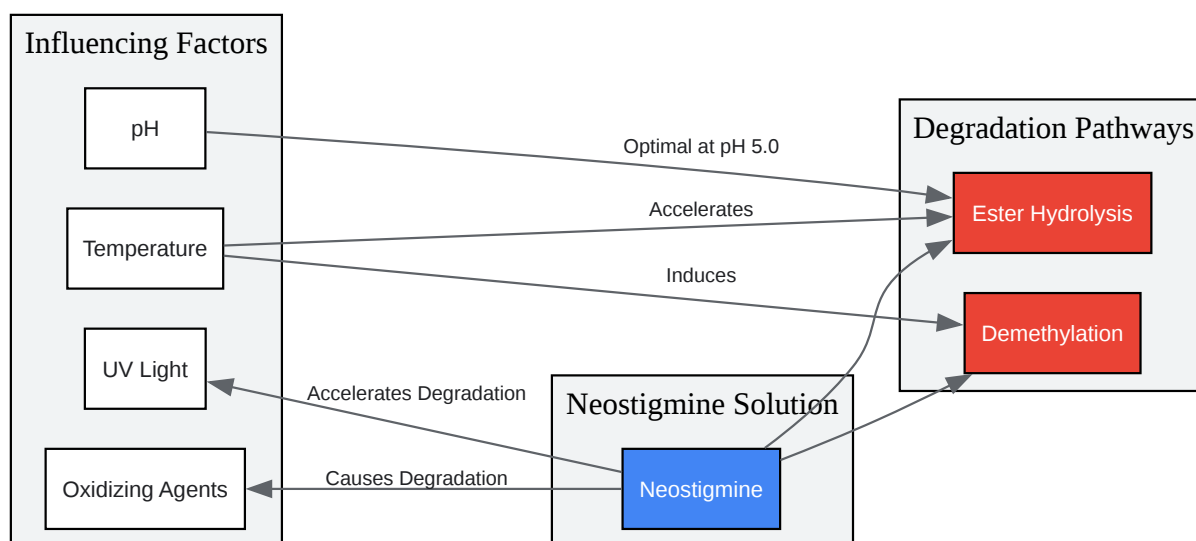 Influencing Factors
pH
Temperature
UV Light
Oxidizing Agents
Optimal at pH 5.0
Accelerates
Induces
Accelerates Degradation
Causes Degradation
Neostigmine Solution
Neostigmine
Degradation Pathways
Ester Hydrolysis
Demethylation